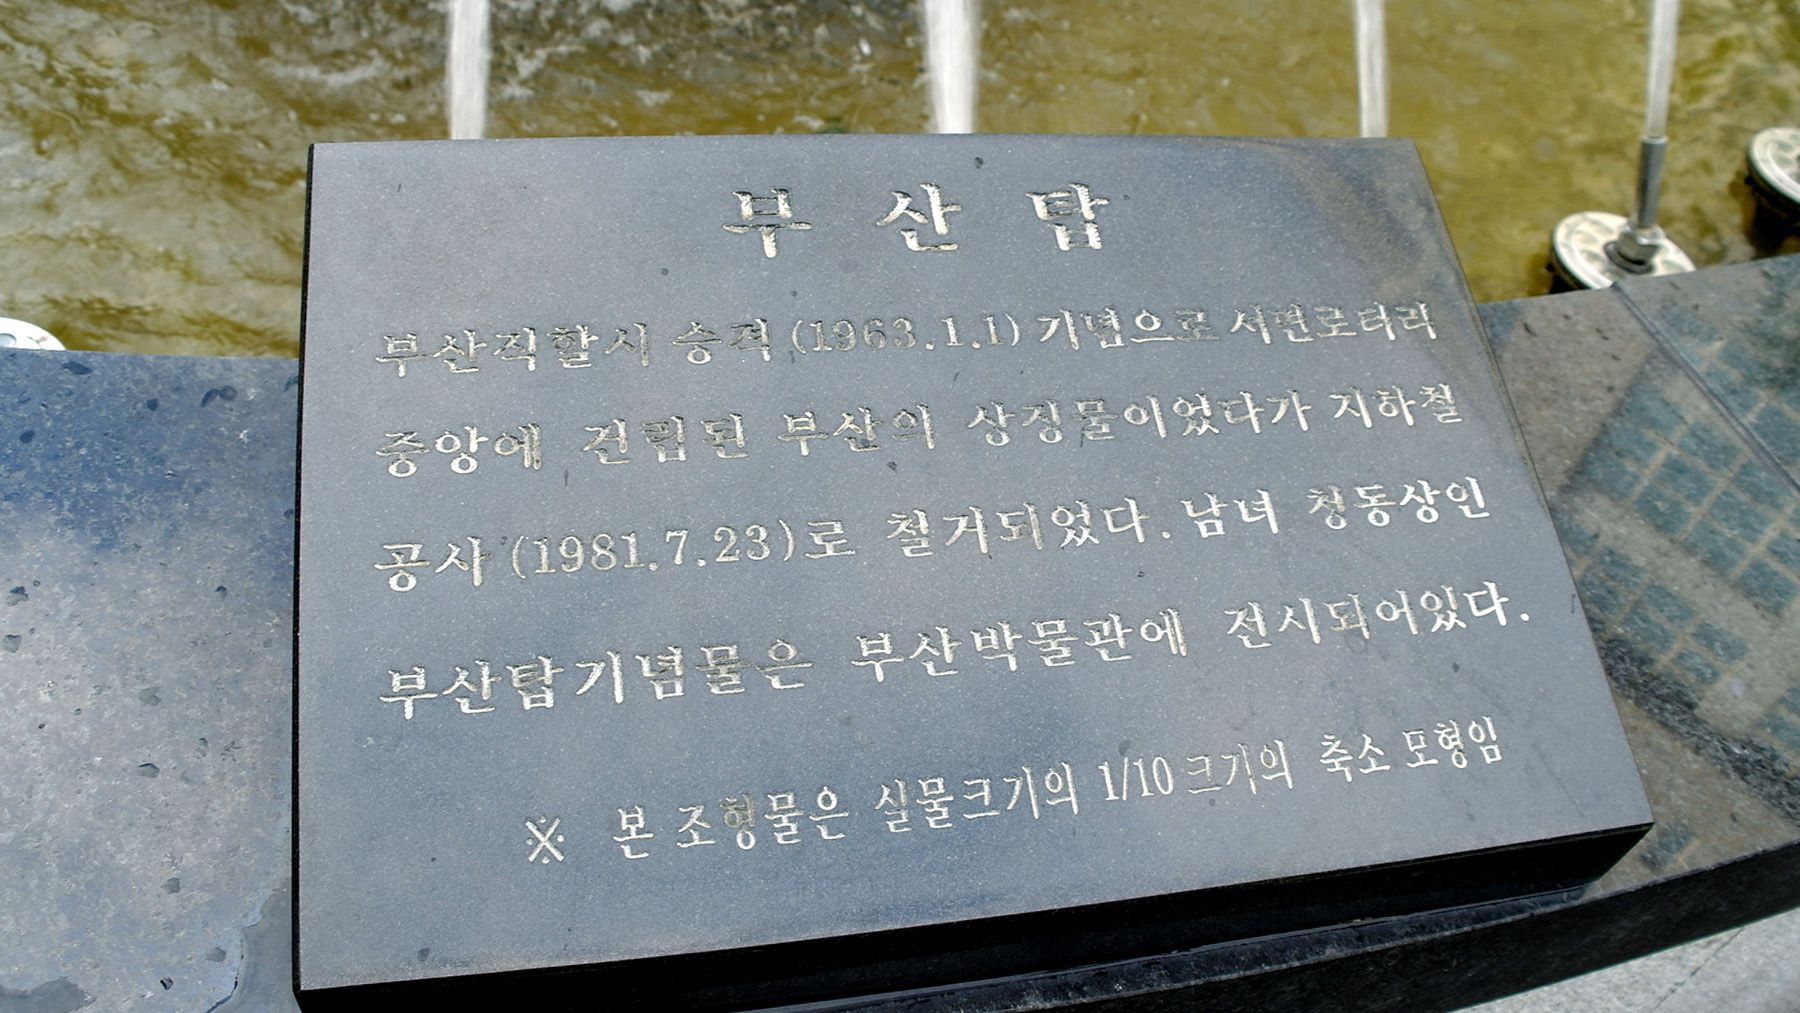 부 산 탑
부산직할시 승격 (1963.1.1) 기념으로 서면로터리
중앙에 건립된 부산의 상징물이었다가 지하철
공사 (1981.7.23)로 철거되었다. 남녀 청동상인
부산탑기념물은 부산박물관에 전시되어있다.
※ 본 조형물은 실물크기의 1/10 크기의 축소 모형임